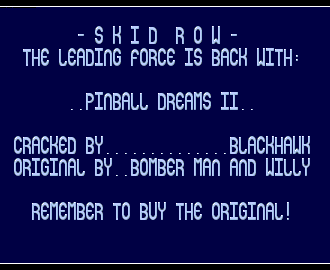 - S K I D  R O W -
THE LEADING FORCE IS BACK WITH:
..PINBALL DREAMS II..
CRACKED BY..............BLACKHAWK
ORIGINAL BY..BOMBER MAN AND WILLY
REMEMBER TO BUY THE ORIGINAL!